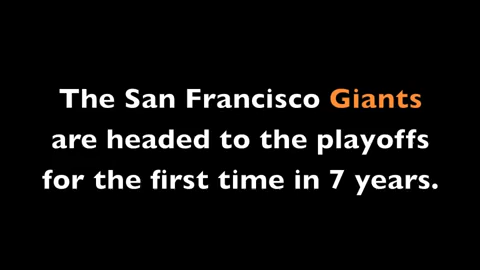 The San Francisco Giants
are headed to the playoffs
for the first time in 7 years.